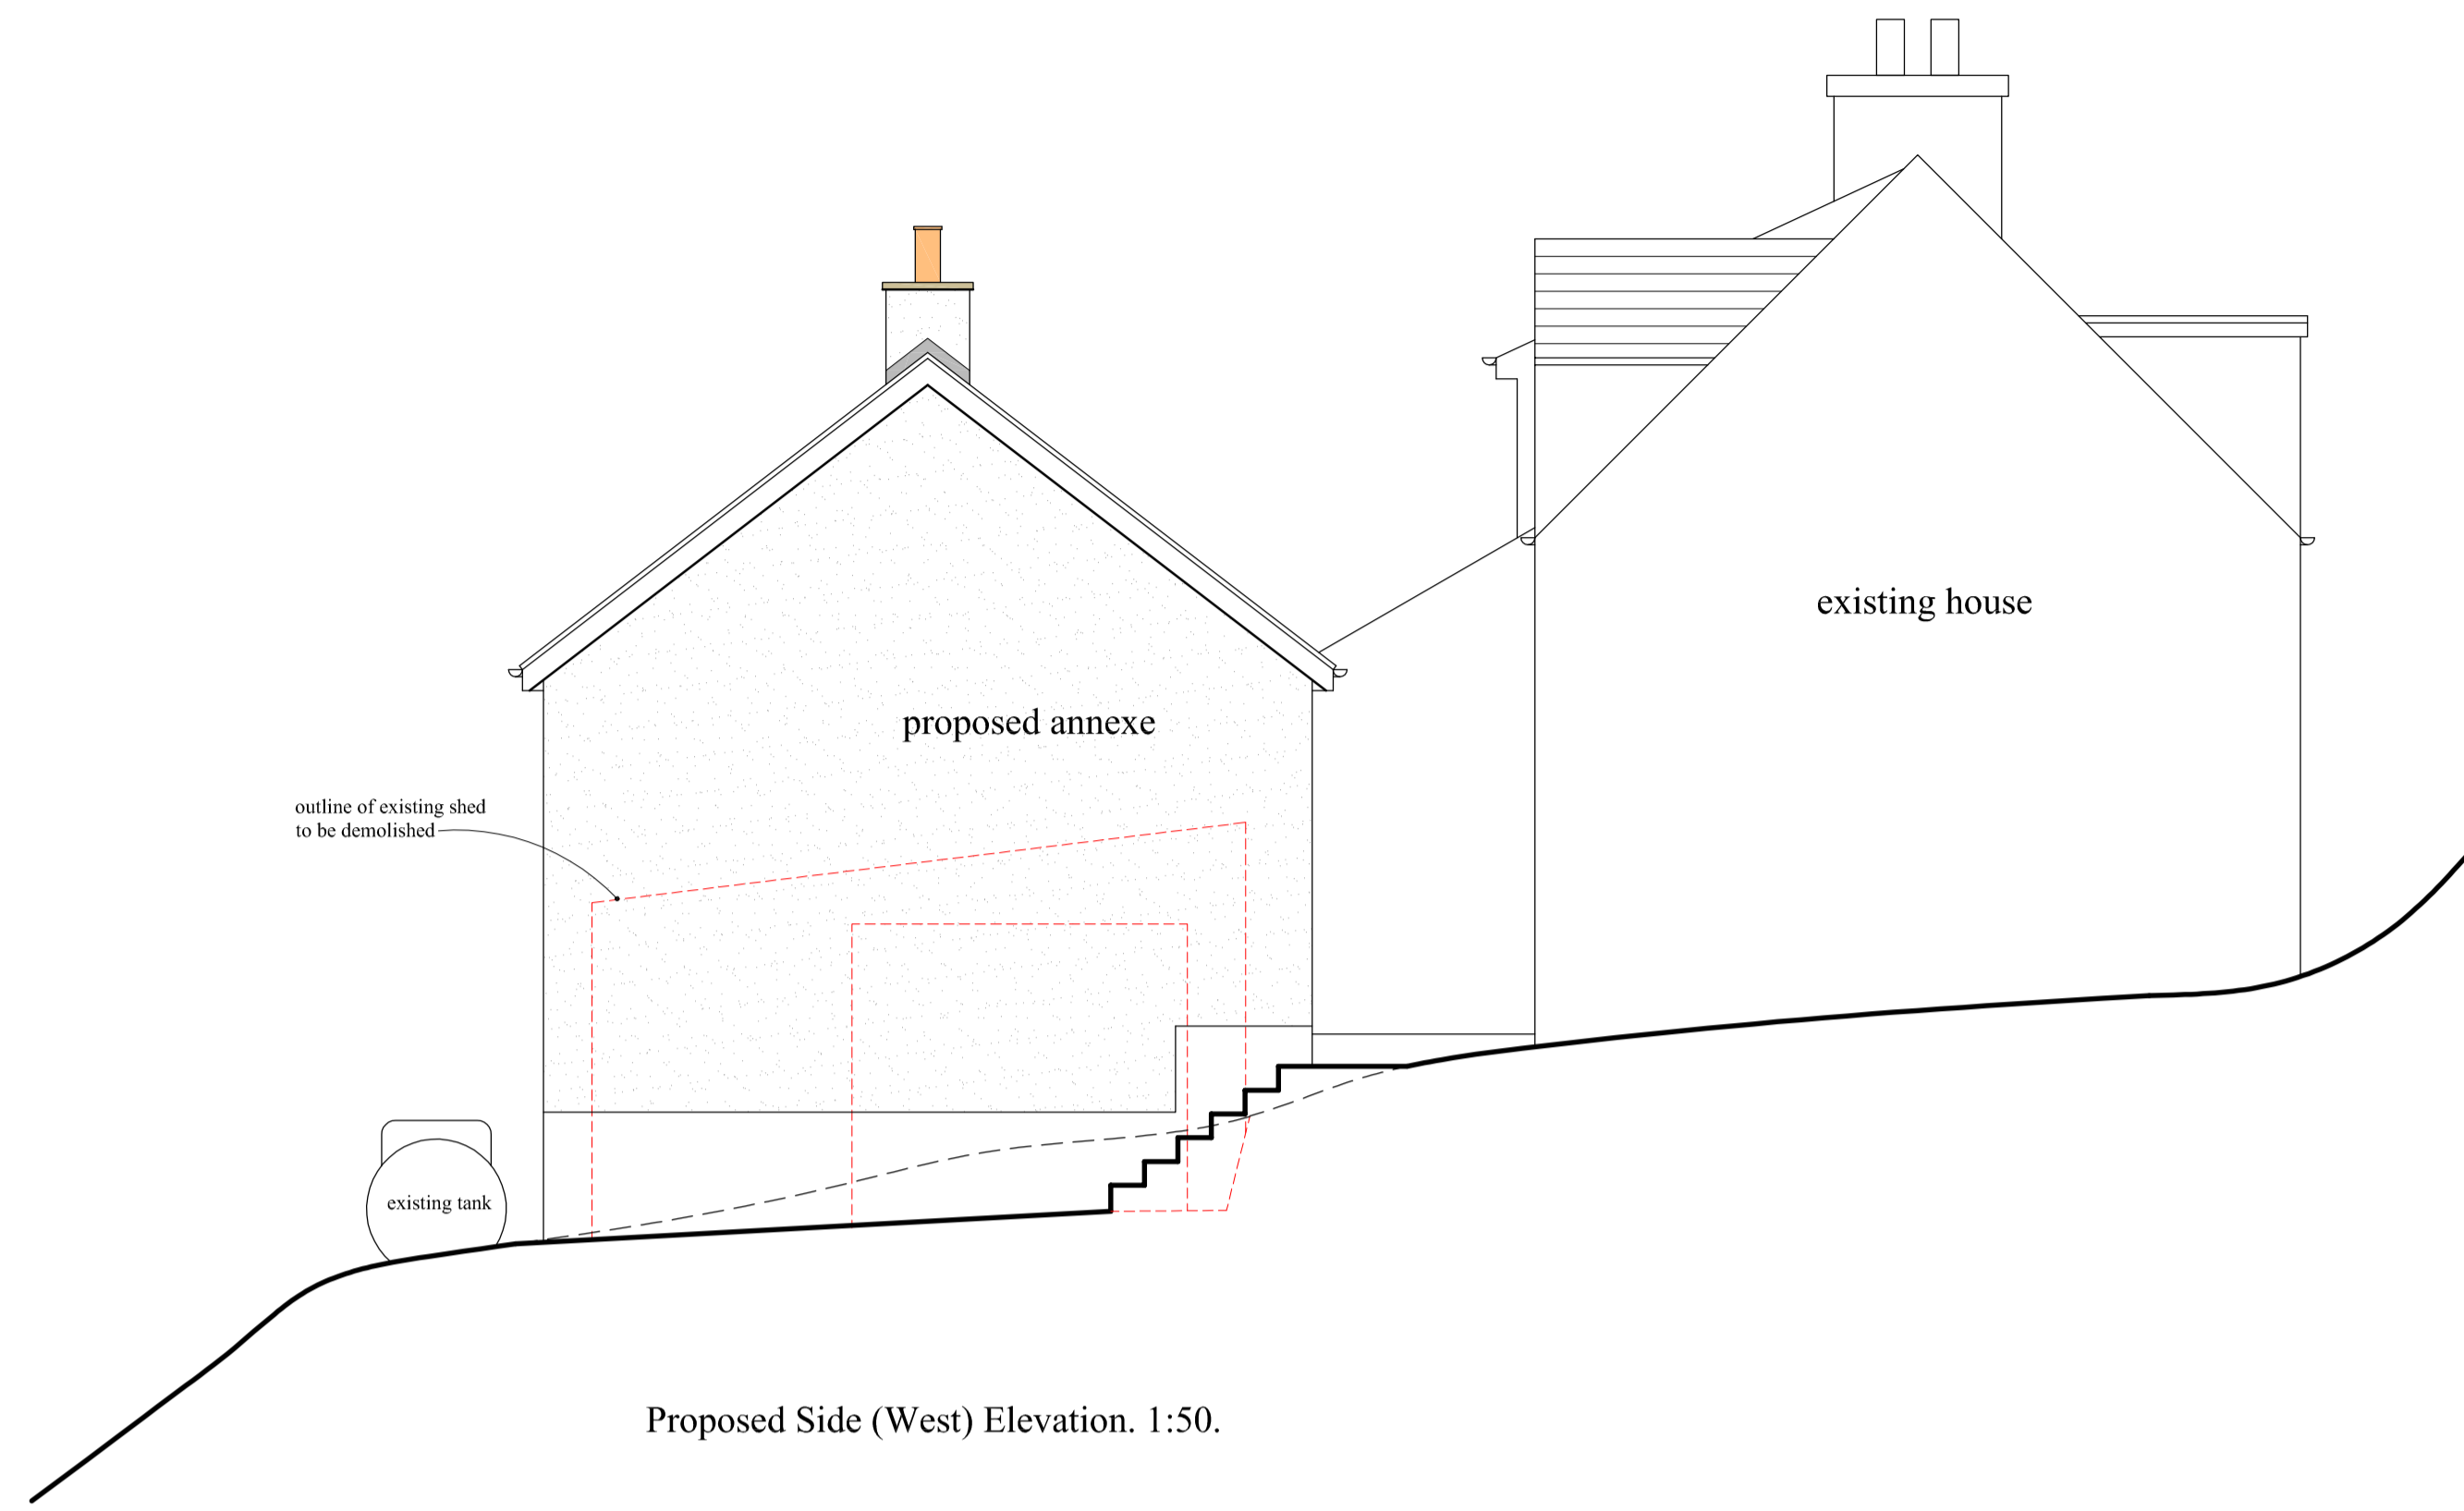 existing house
proposed annexe
outline of existing shed
to be demolished
existing tank
Proposed Side (West) Elevation. 1:50.